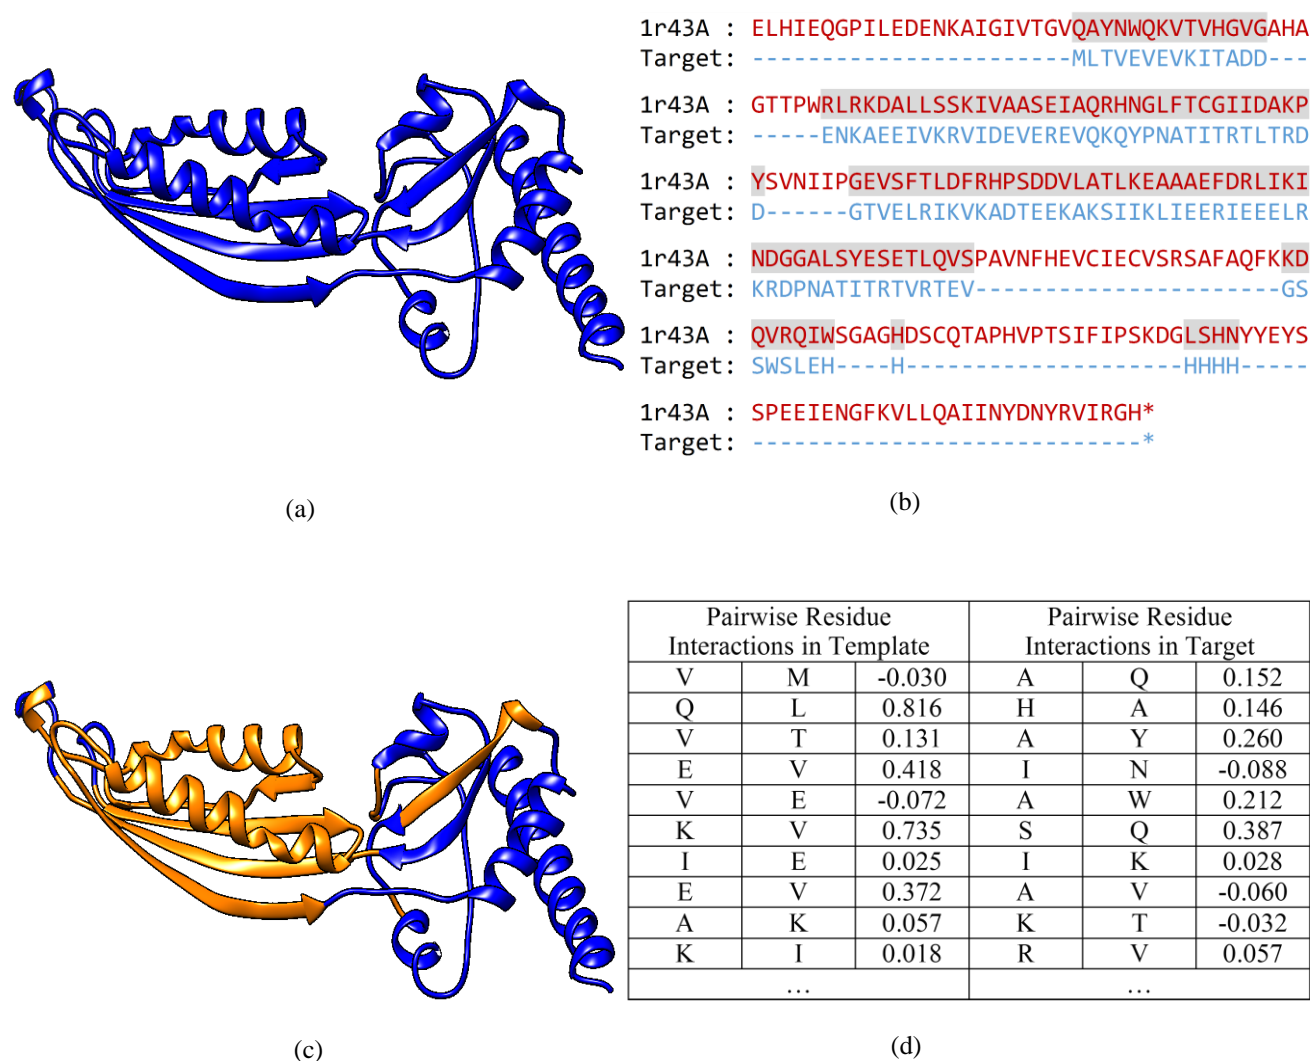 1r43A : ELHIEQGPILEDENKAIGIVTGVQAYNWQKVTVHGVGAHA
Target: -----------------------MLTVEVEVKITADD---
1r43A : GTTPWRLRKDALLSSKIVAASEIAQRHNGLFTCGIIDAKP
Target: -----ENKAEEIVKRVIDEVEREVQKQYPNATITRTLTRD
1r43A : YSVNIIPGEVSFTLDFRHPSDDVLATLKEAAAEFDRLIKI
Target: D------GTVELRIKVKADTEEKAKSIIKLIEERIEEELR
1r43A : NDGGALSYESETLQVSPAVNFHEVCIECVSRSAFAQFKKD
Target: KRDPNATITRTVRTEV----------------------GS
1r43A : QVRQIWSGAGHDSCQTAPHVPTSIFIPSKDGLSHNYYEYS
Target: SWSLEH----H--------------------HHHH-----
1r43A : SPEEIENGFKVLLQAIINYDNYRVIRGH*
Target: ----------------------------*
(a)
(b)
Pairwise Residue Interactions in Template
Pairwise Residue Interactions in Target
V M -0.030 A Q 0.152
Q L 0.816 H A 0.146
V T 0.131 A Y 0.260
E V 0.418 I N -0.088
V E -0.072 A W 0.212
K V 0.735 S Q 0.387
I E 0.025 I K 0.028
E V 0.372 A V -0.060
A K 0.057 K T -0.032
K I 0.018 R V 0.057
… …
(c)
(d)